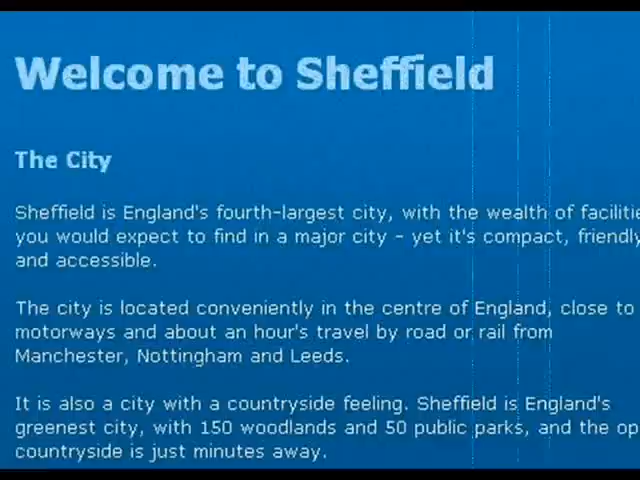 Welcome to Sheffield
The City
Sheffield is England's fourth-largest city, with the wealth of facilitie
you would expect to find in a major city - yet it's compact, friendly
and accessible.
The city is located conveniently in the centre of England, close to
motorways and about an hour's travel by road or rail from
Manchester, Nottingham and Leeds.
It is also a city with a countryside feeling. Sheffield is England's
greenest city, with 150 woodlands and 50 public parks, and the op
countryside is just minutes away.